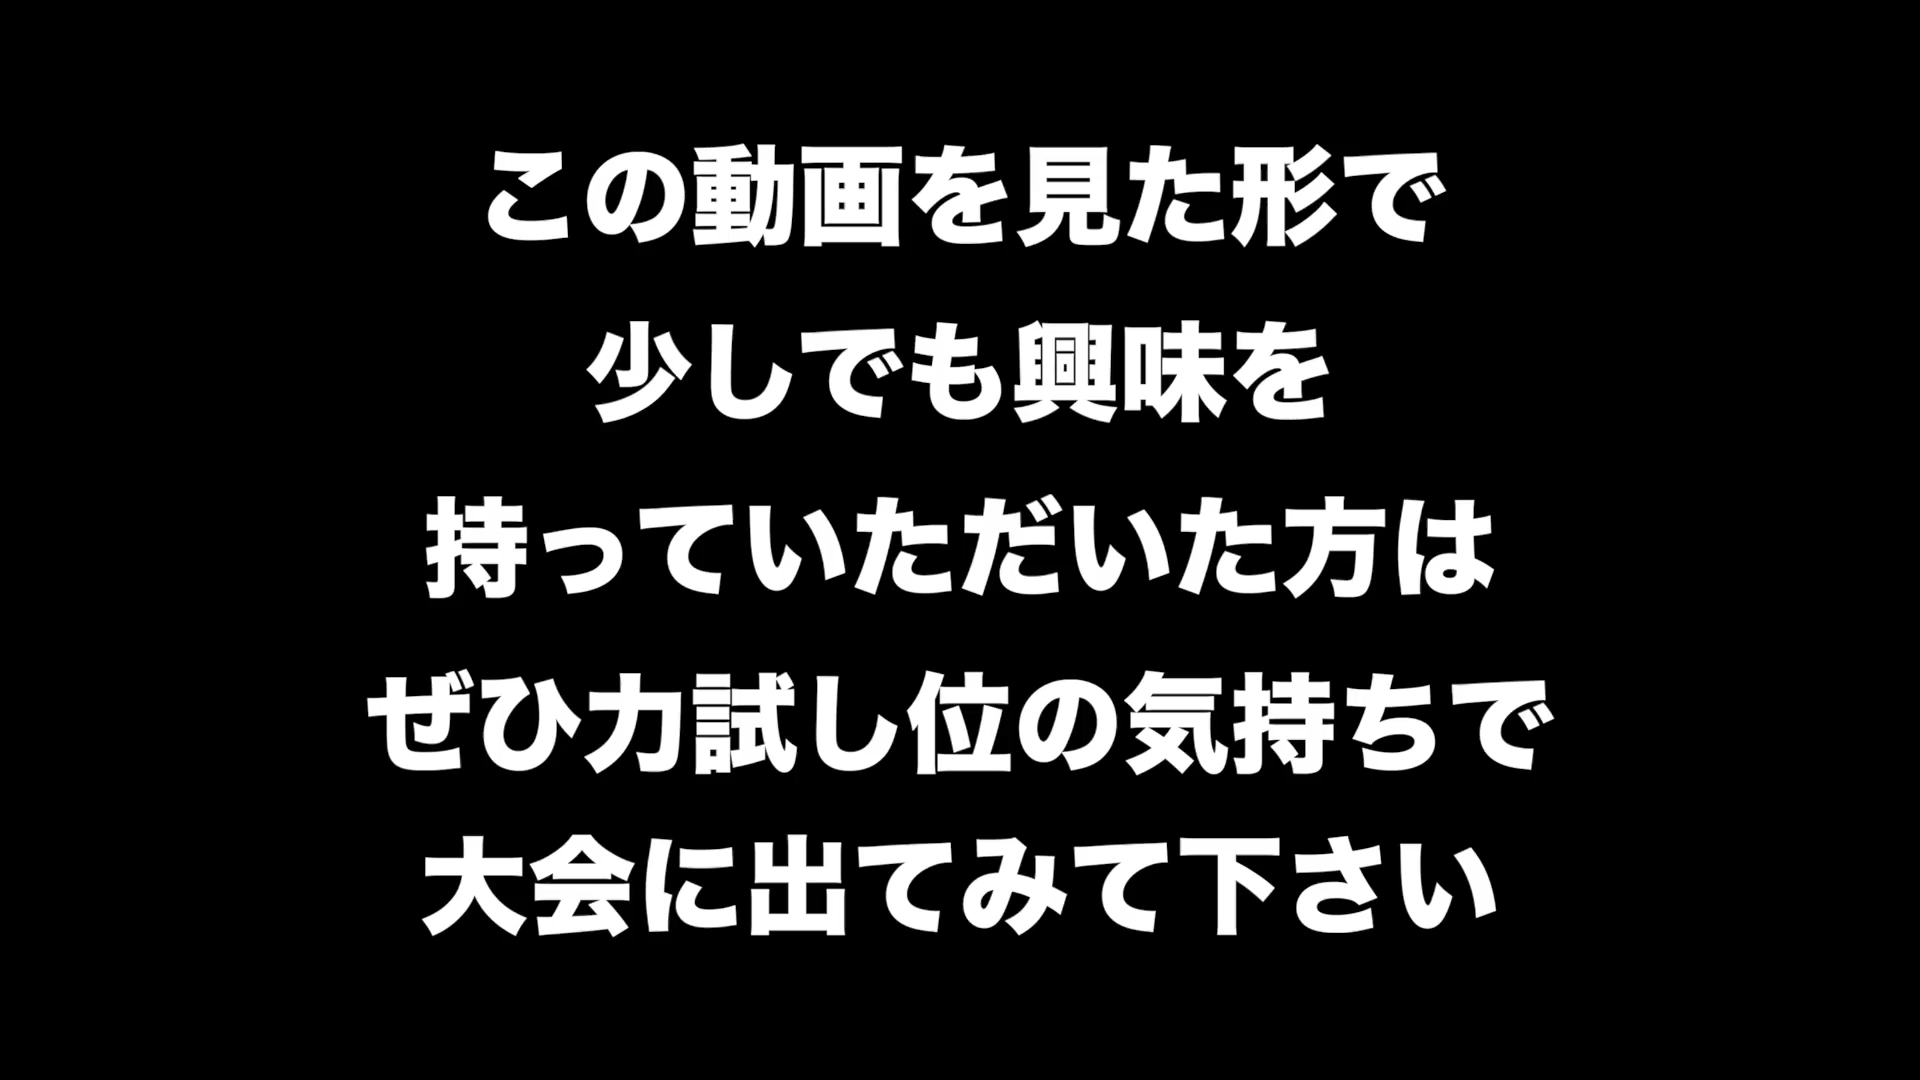 この動画を見た形で
少しでも興味を
持っていただいた方は
ぜひ力試し位の気持ちで
大会に出てみて下さい